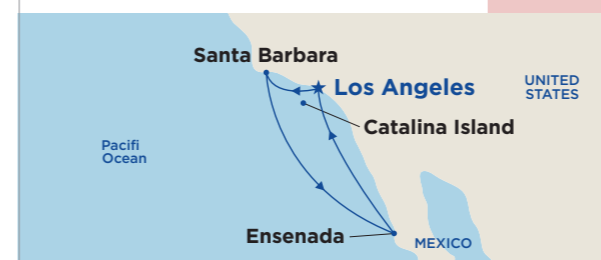 Santa Barbara
Los Angeles
UNITED
STATES
Catalina Island
Pacifi
Ocean
Ensenada
MEXICO